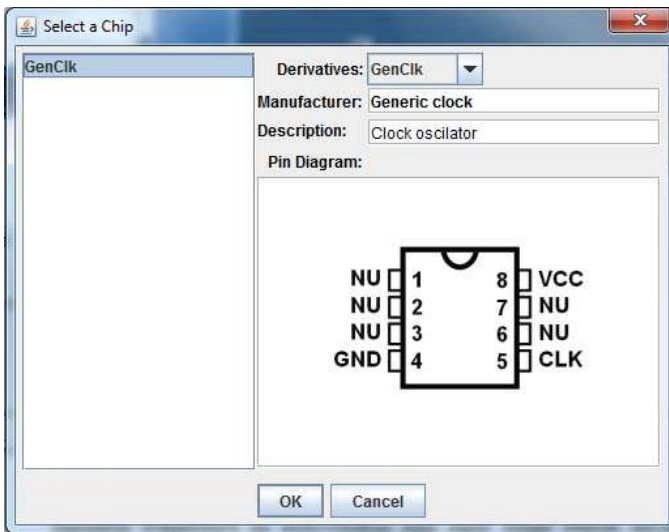 Select a Chip
GenClk
Derivatives: GenClk
Manufacturer: Generic clock
Description: Clock oscilator
Pin Diagram:
NU 1 8 VCC
NU 2 7 NU
NU 3 6 NU
GND 4 5 CLK
OK Cancel